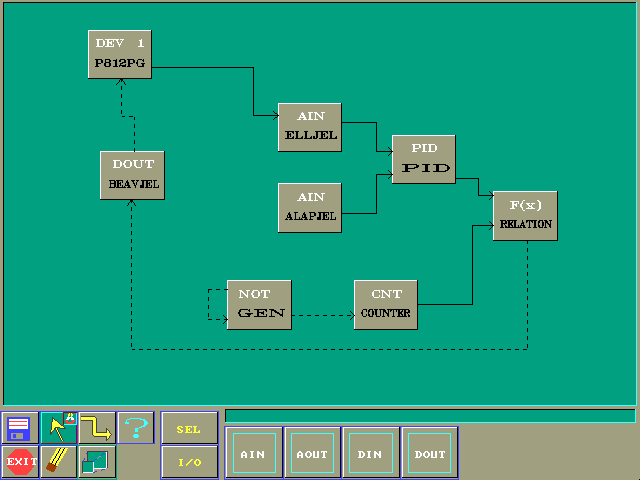 DEV 1
P812PG
AIN
ELLJEL
PID
PID
DOUT
BEAVJEL
AIN
ALAPJEL
F(x)
RELATION
NOT
GEN
CNT
COUNTER
A
?
SEL
EXIT
I/O
AIN
AOUT
DIN
DOUT